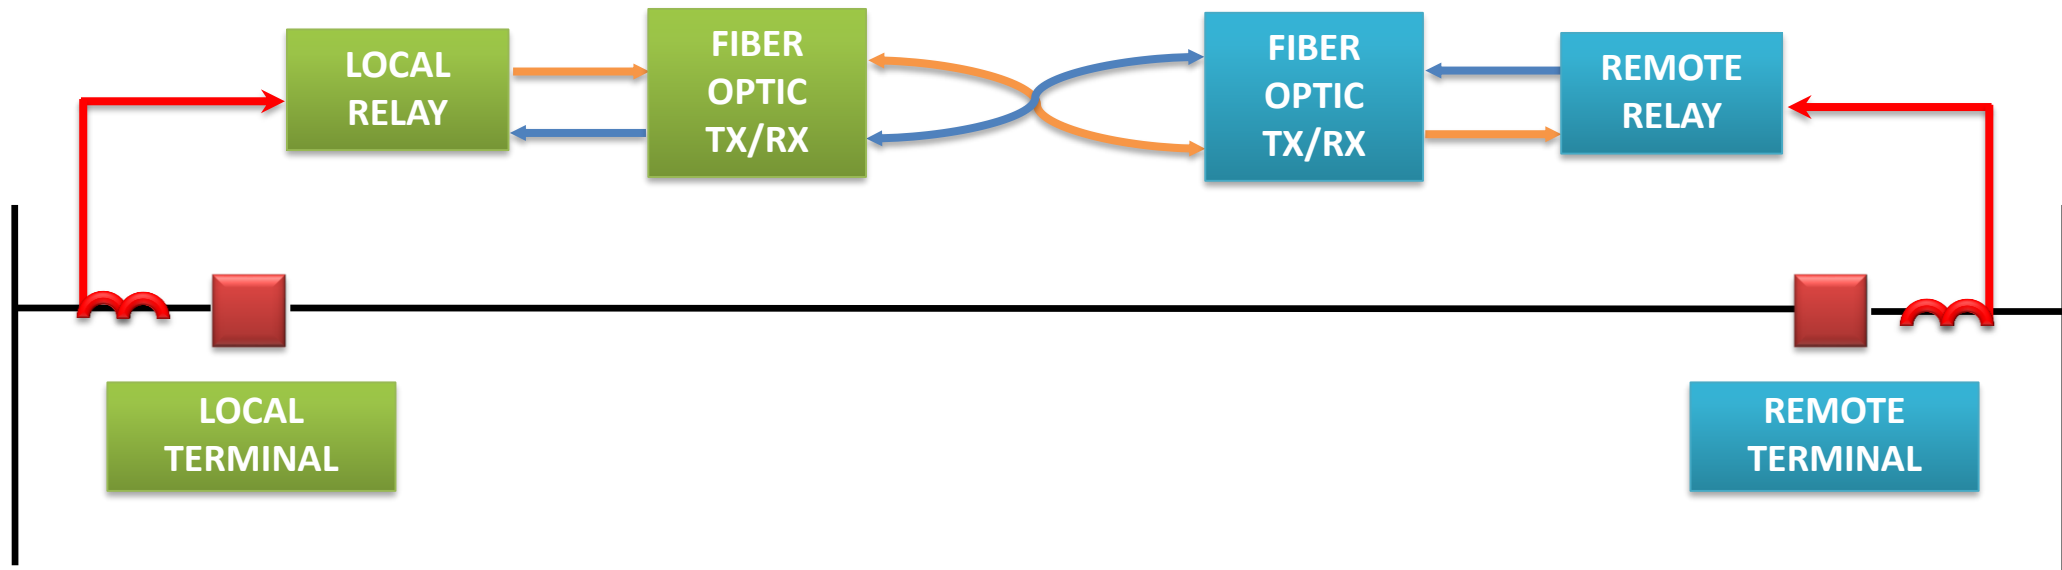 LOCAL
RELAY
FIBER
OPTIC
TX/RX
FIBER
OPTIC
TX/RX
REMOTE
RELAY
LOCAL
TERMINAL
REMOTE
TERMINAL